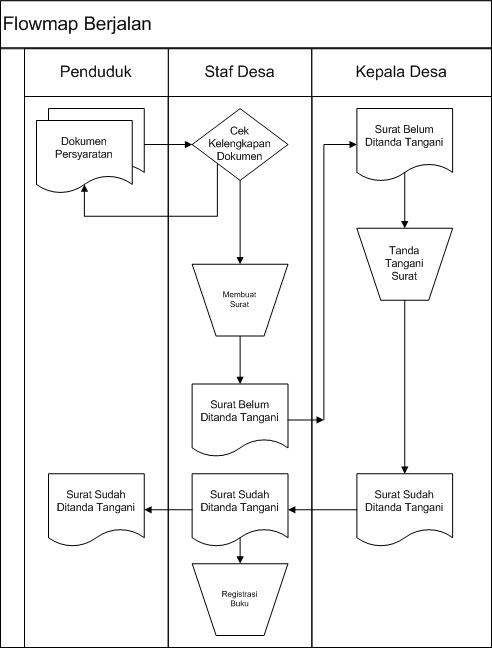 Flowmap Berjalan
Penduduk
Staf Desa
Kepala Desa
Dokumen
Persyaratan
Cek
Kelengkapan
Dokumen
Surat Belum
Ditanda Tangani
Tanda
Tangani
Surat
Membuat
Surat
Surat Belum
Ditanda Tangani
Surat Sudah
Ditanda Tangani
Surat Sudah
Ditanda Tangani
Surat Sudah
Ditanda Tangani
Registrasi
Buku